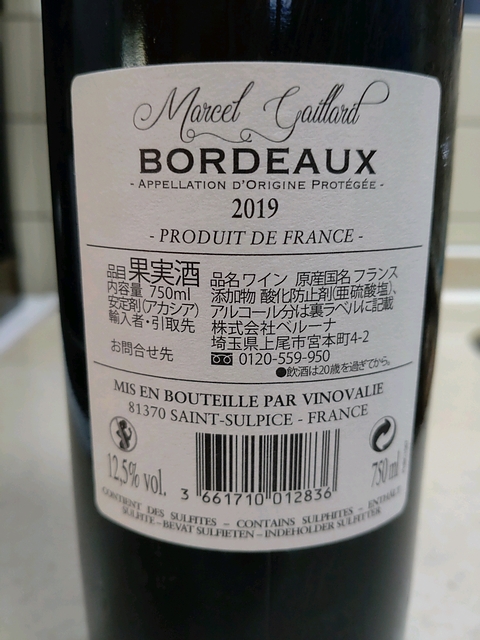 Marcel Gaillard
BORDEAUX
- APPELLATION D'ORIGINE PROTÉGÉE -
2019
- PRODUIT DE FRANCE -
品目 果実酒 品名 ワイン 原産国名 フランス
内容量 750ml 添加物 酸化防止剤(亜硫酸塩)、
安定剤(アカシア) アルコール分は裏ラベルに記載
輸入者・引取先 株式会社ベルーナ
埼玉県上尾市宮本町4-2
お問合せ先 0120-559-950
●飲酒は20歳を過ぎてから。
MIS EN BOUTEILLE PAR VINOVALIE
81370 SAINT-SULPICE - FRANCE
12,5% vol.
3 661710 012836
750 ml
CONTIENT DES SULFITES – CONTAINS SULPHITES – ENTHALT
SULFITE – BEVAT SULFIETEN – INDEHOLDER SULFITTER